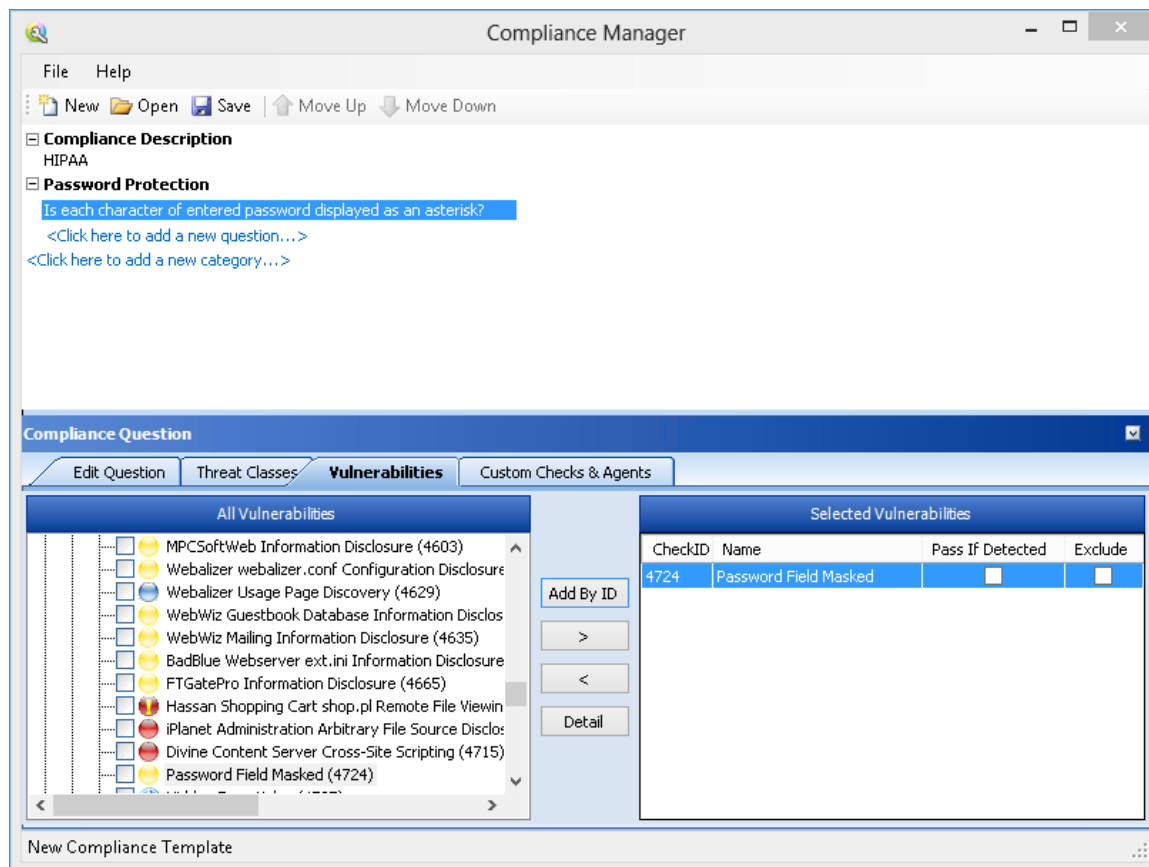 Compliance Manager
File Help
New Open Save Move Up Move Down
Compliance Description
HIPAA
Password Protection
Is each character of entered password displayed as an asterisk?
<Click here to add a new question...>
<Click here to add a new category...>
Compliance Question
Edit Question Threat Classes Vulnerabilities Custom Checks & Agents
All Vulnerabilities
MPCSoftWeb Information Disclosure (4603)
Webalizer webalizer.conf Configuration Disclosure
Webalizer Usage Page Discovery (4629)
WebWiz Guestbook Database Information Disclos
WebWiz Mailing Information Disclosure (4635)
BadBlue Webserver ext.ini Information Disclosure
FTGatePro Information Disclosure (4665)
Hassan Shopping Cart shop.pl Remote File Viewin
iPlanet Administration Arbitrary File Source Disclos
Divine Content Server Cross-Site Scripting (4715)
Password Field Masked (4724)
Add By ID
>
<
Detail
Selected Vulnerabilities
CheckID Name Pass If Detected Exclude
4724 Password Field Masked
New Compliance Template